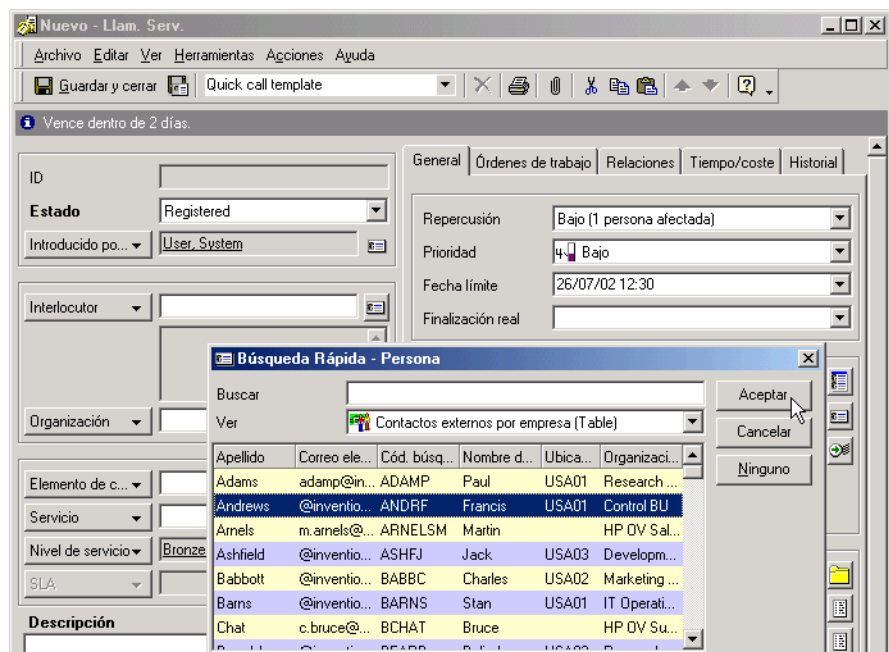 Nuevo - Llam. Serv.
Archivo Editar Ver Herramientas Acciones Ayuda
Guardar y cerrar Quick call template
Vence dentro de 2 días.
General Órdenes de trabajo Relaciones Tiempo/coste Historial
ID
Estado Registered
Introducido po... User, System
Repercusión Bajo (1 persona afectada)
Prioridad 4 Bajo
Fecha límite 26/07/02 12:30
Finalización real
Interlocutor
Organización
Elemento de c...
Servicio
Nivel de servicio Bronze
SLA
Descripción
Búsqueda Rápida - Persona
Buscar
Ver Contactos externos por empresa (Table)
Aceptar
Cancelar
Ninguno
Apellido Correo ele... Cód. búsq... Nombre d... Ubica... Organizaci...
Adams adamp@in... ADAMP Paul USA01 Research ...
Andrews @inventio... ANDRF Francis USA01 Control BU
Arnels m.arnels@... ARNELSM Martin HP OV Sal...
Ashfield @inventio... ASHFJ Jack USA03 Developm...
Babbott @inventio... BABBC Charles USA02 Marketing ...
Barns @inventio... BARNS Stan USA01 IT Operati...
Chat c.bruce@... BCHAT Bruce HP OV Su...